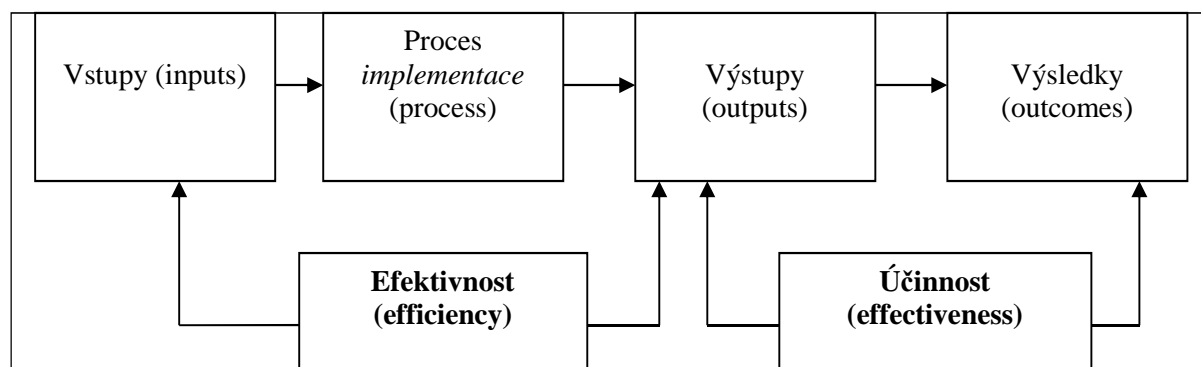 Vstupy (inputs)
Proces
implementace
(process)
Výstupy
(outputs)
Výsledky
(outcomes)
Efektivnost
(efficiency)
Účinnost
(effectiveness)